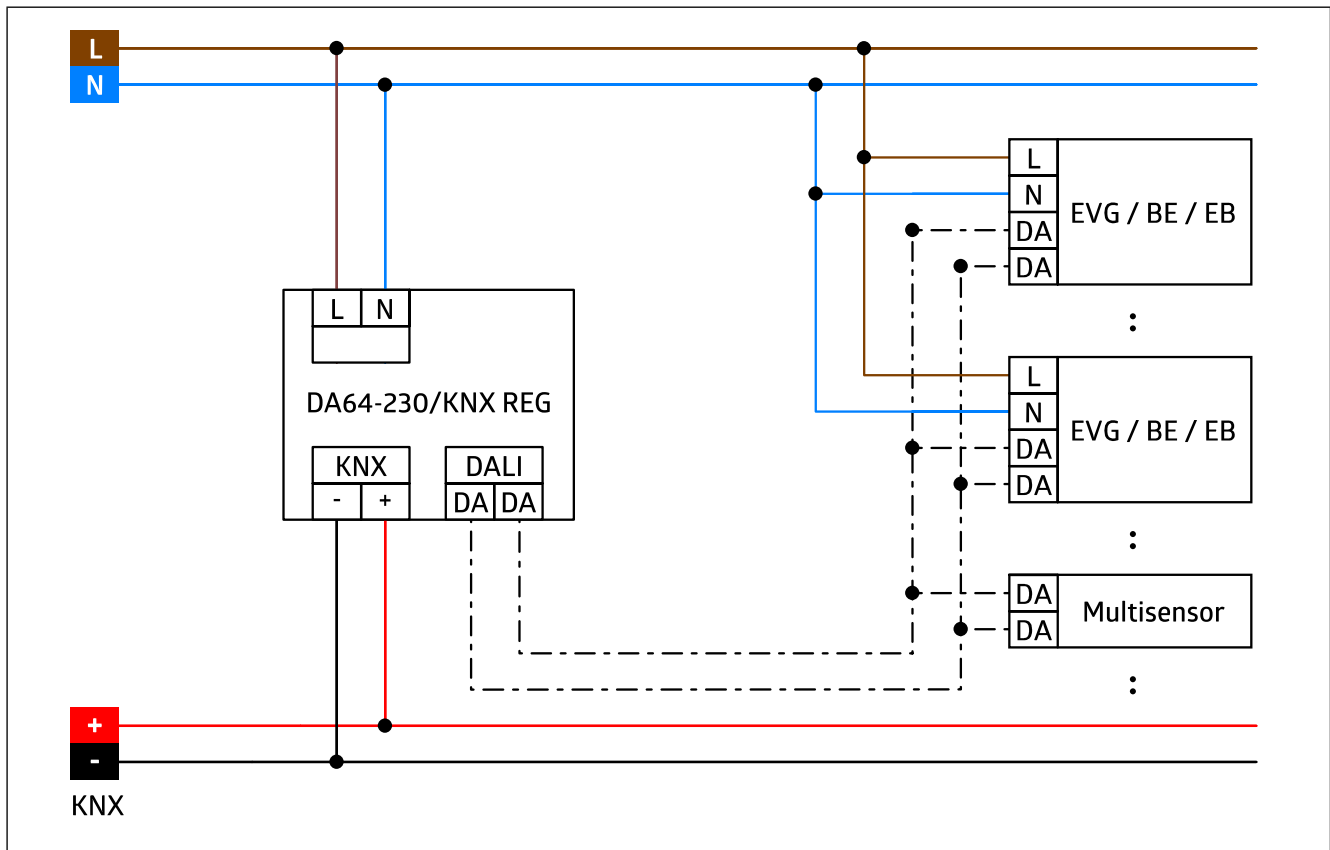 L
N
L
N
DA
DA
EVG / BE / EB
:
L N
DA64-230/KNX REG
KNX
- +
DALI
DA DA
L
N
DA
DA
EVG / BE / EB
:
DA
DA
Multisensor
:
+
-
KNX